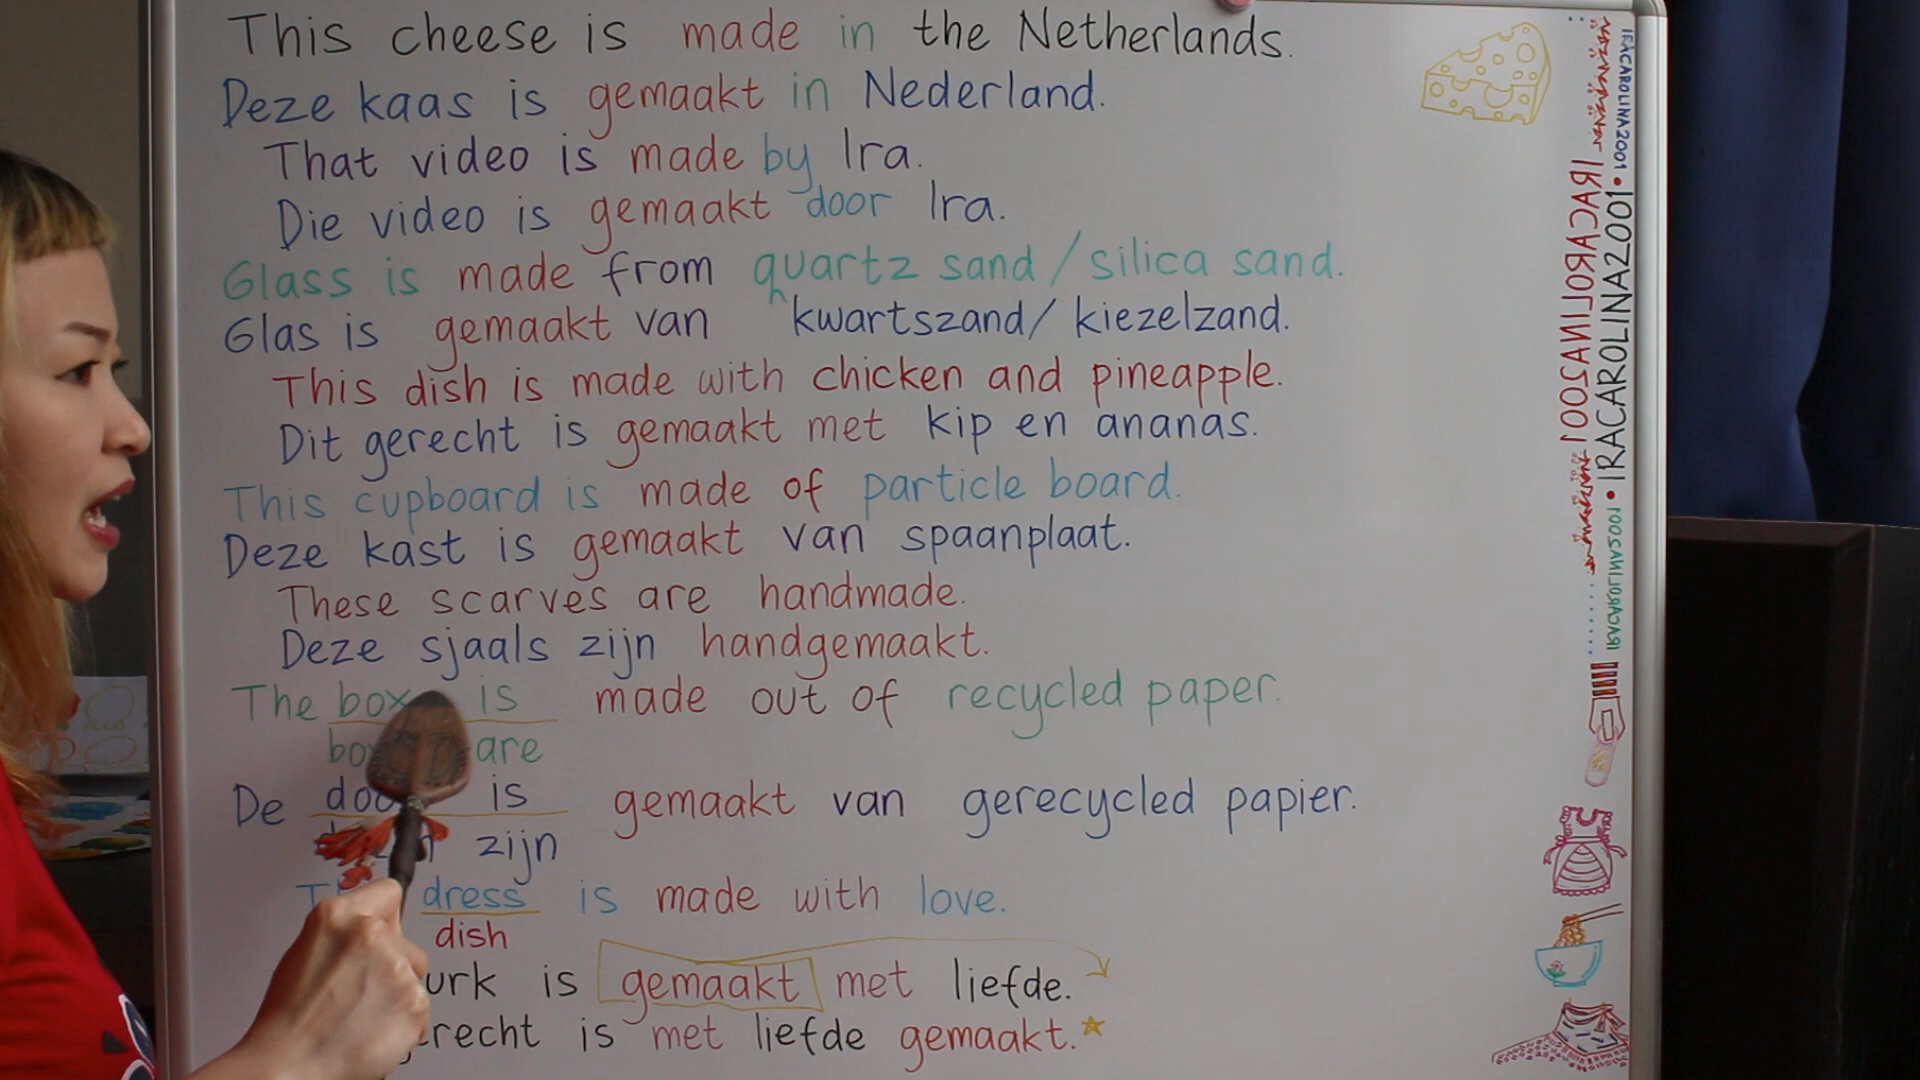 This cheese is made in the Netherlands.
Deze kaas is gemaakt in Nederland.
That video is made by Ira.
Die video is gemaakt door Ira.
Glass is made from quartz sand / silica sand.
Glas is gemaakt van kwartszand / kiezelzand.
This dish is made with chicken and pineapple.
Dit gerecht is gemaakt met kip en ananas.
This cupboard is made of particle board.
Deze kast is gemaakt van spaanplaat.
These scarves are handmade.
Deze sjaals zijn handgemaakt.
The box is made out of recycled paper.
are
De is gemaakt van gerecycled papier.
zijn
dress is made with love.
dish
is gemaakt met liefde.
is met liefde gemaakt.
IRACAROLINA2001
IRACAROLINA2001
IRACAROLINA2001
IRACAROLINA2001